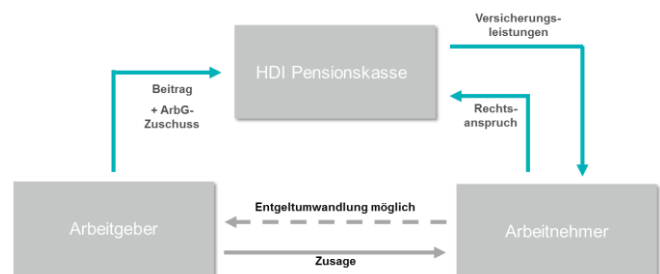 Versicherungs-
leistungen
HDI Pensionskasse
Beitrag
+ ArbG-
Zuschuss
Rechts-
anspruch
Entgeltumwandlung möglich
Arbeitgeber
Arbeitnehmer
Zusage